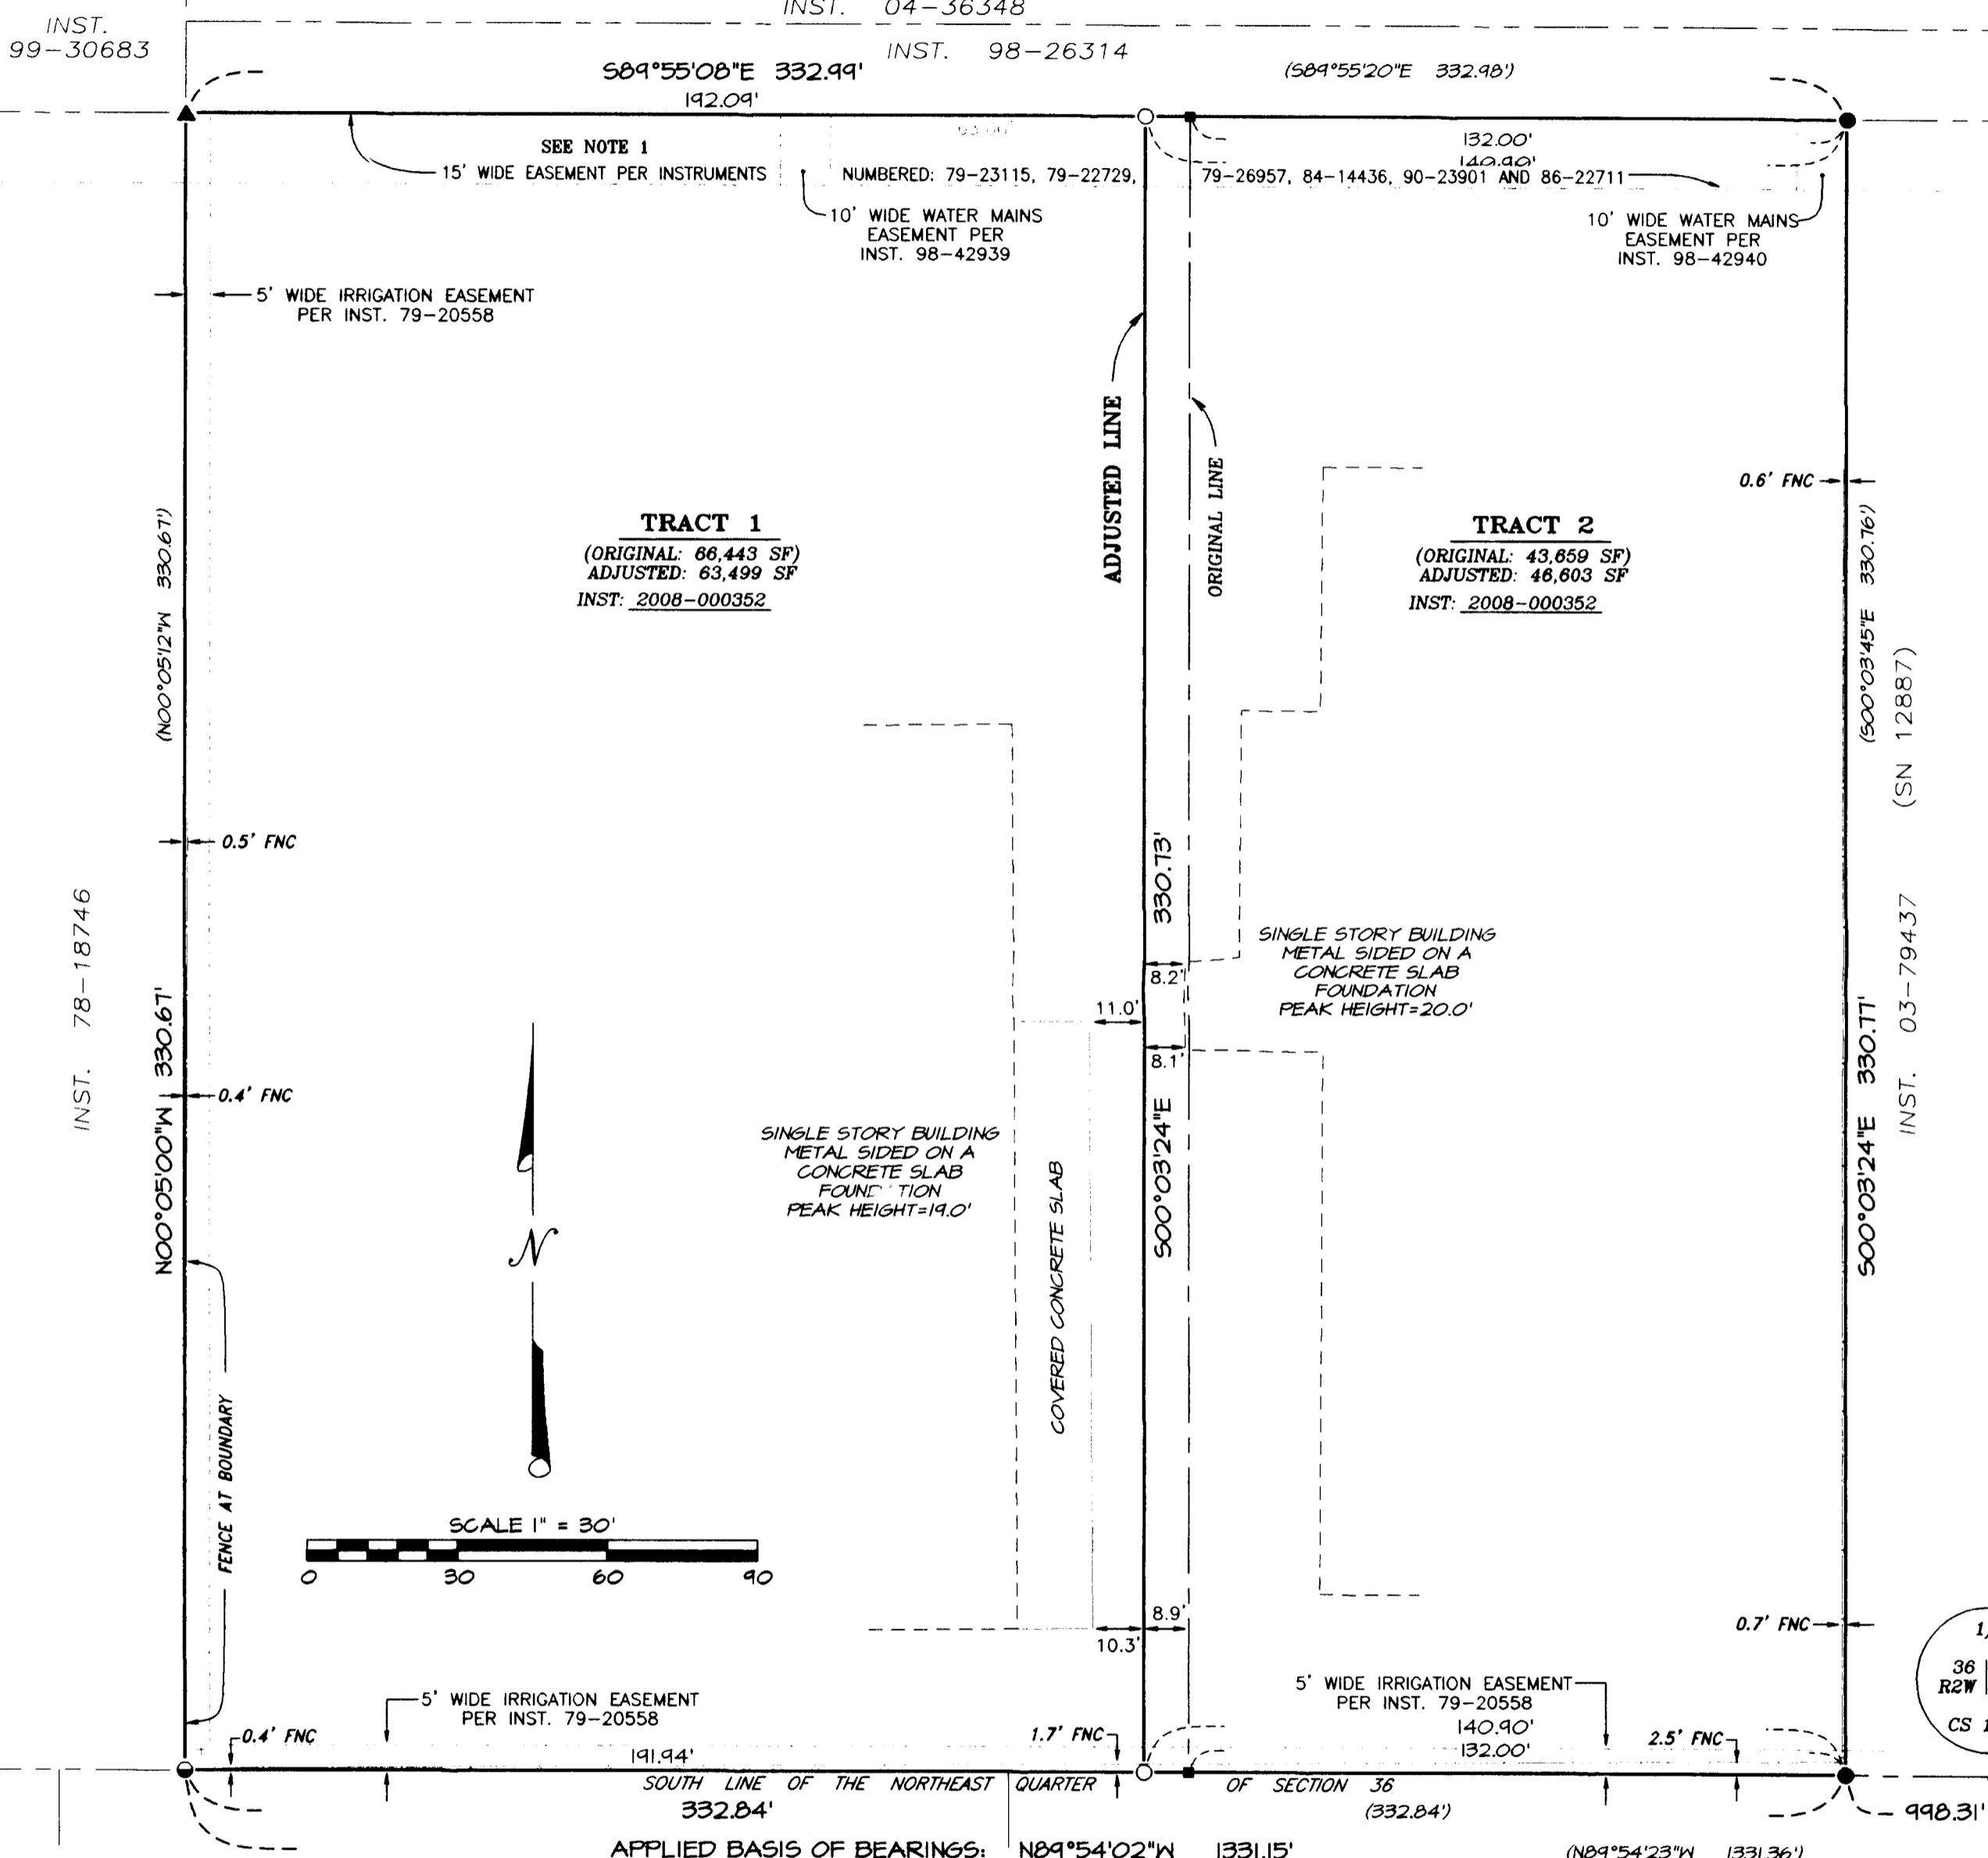 INST. 04-36348
INST.
99-30683
INST. 98-26314
S89°55'08"E 332.99'
(S89°55'20"E 332.98')
192.09'
132.00'
140.90'
SEE NOTE 1
15' WIDE EASEMENT PER INSTRUMENTS NUMBERED: 79-23115, 79-22729, 79-26957, 84-14436, 90-23901 AND 86-22711
10' WIDE WATER MAINS
EASEMENT PER
INST. 98-42939
10' WIDE WATER MAINS
EASEMENT PER
INST. 98-42940
5' WIDE IRRIGATION EASEMENT
PER INST. 79-20558
ADJUSTED LINE
ORIGINAL LINE
0.6' FNC
TRACT 1
(ORIGINAL: 66,443 SF)
ADJUSTED: 63,499 SF
INST: 2008-000352
TRACT 2
(ORIGINAL: 43,659 SF)
ADJUSTED: 46,603 SF
INST: 2008-000352
(N00°05'12"W 330.67')
(S00°03'45"E 330.76')
(SN 12887)
0.5' FNC
330.73'
INST. 78-18746
INST. 03-79437
SINGLE STORY BUILDING
METAL SIDED ON A
CONCRETE SLAB
FOUNDATION
PEAK HEIGHT=20.0'
8.2'
11.0'
8.1'
N00°05'00"W 330.67'
S00°03'24"E
S00°03'24"E 330.77'
0.4' FNC
SINGLE STORY BUILDING
METAL SIDED ON A
CONCRETE SLAB
FOUND TION
PEAK HEIGHT=19.0'
COVERED CONCRETE SLAB
N
FENCE AT BOUNDARY
SCALE 1" = 30'
0 30 60 90
8.9'
10.3'
0.7' FNC
1/
36
R2W
CS 1
5' WIDE IRRIGATION EASEMENT
PER INST. 79-20558
5' WIDE IRRIGATION EASEMENT
PER INST. 79-20558
0.4' FNC
1.7' FNC
140.90'
132.00'
2.5' FNC
191.94'
SOUTH LINE OF THE NORTHEAST QUARTER OF SECTION 36
332.84'
(332.84')
998.31'
APPLIED BASIS OF BEARINGS: N89°54'02"W 1331.15'
(N89°54'23"W 1331.36')